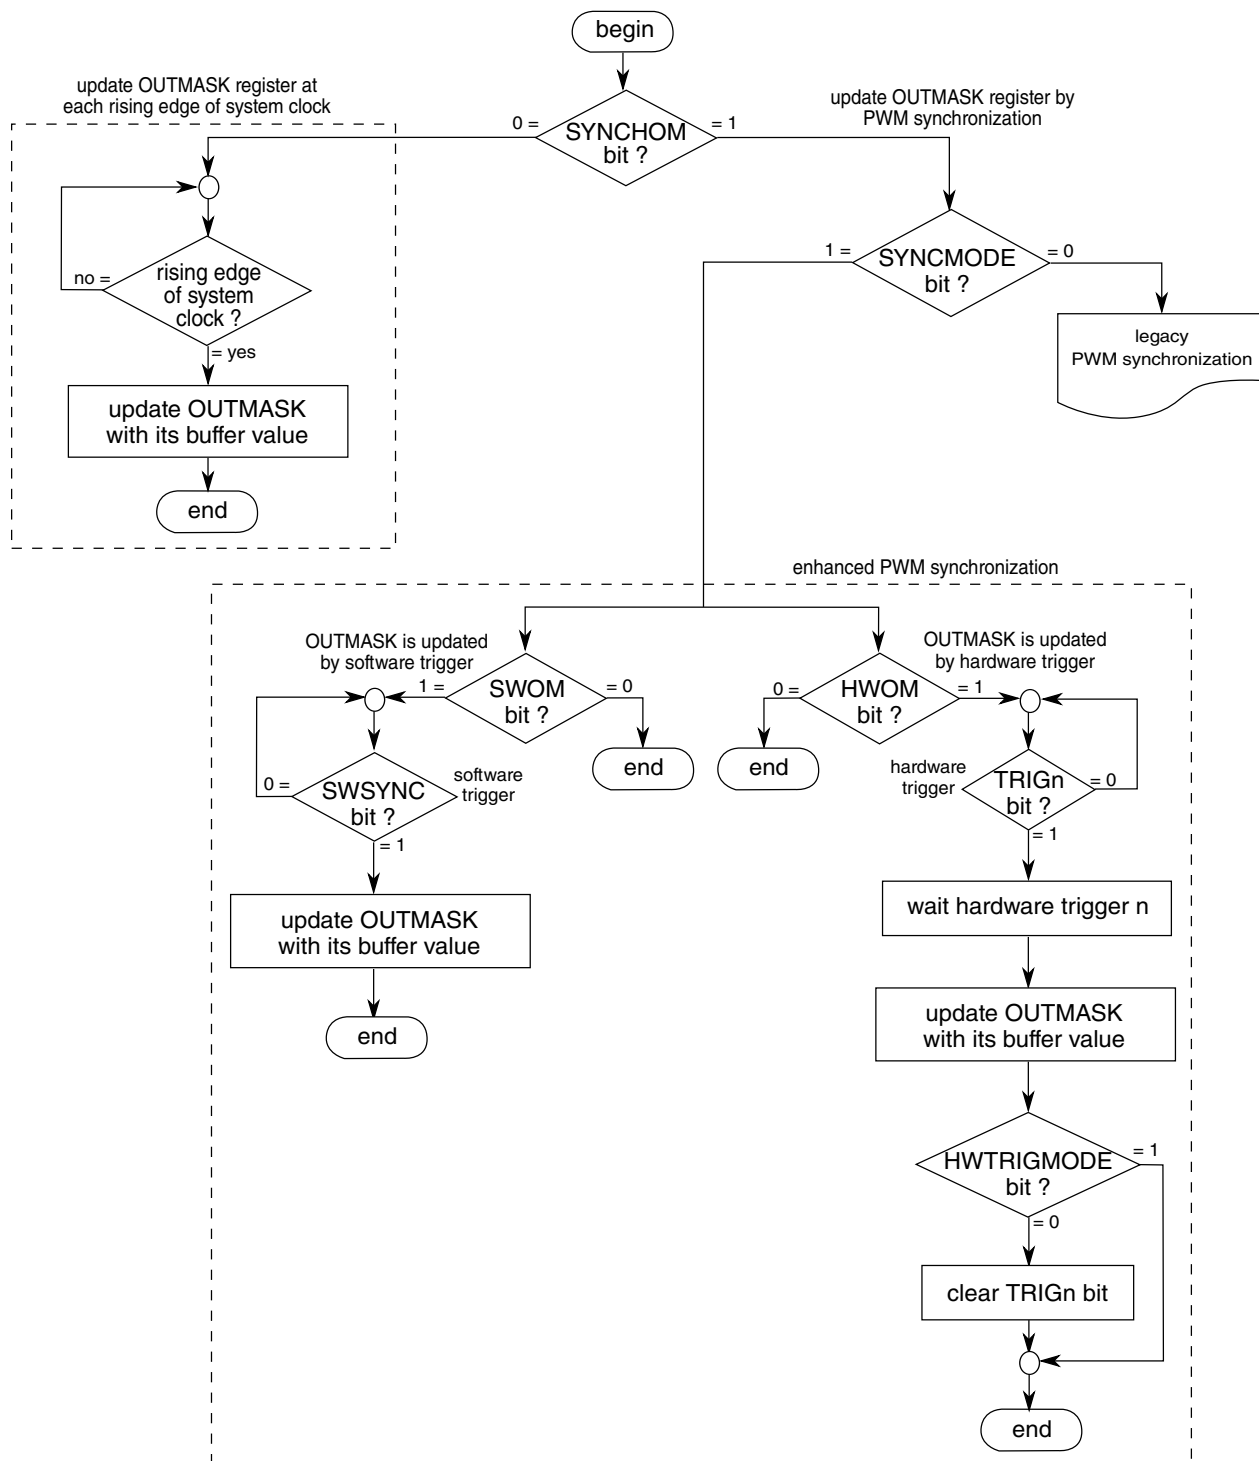 begin
update OUTMASK register at
each rising edge of system clock
update OUTMASK register by
PWM synchronization
0 =
SYNCHOM
bit ?
= 1
1 =
SYNCMODE
bit ?
= 0
no =
rising edge
of system
clock ?
= yes
legacy
PWM synchronization
update OUTMASK
with its buffer value
end
enhanced PWM synchronization
OUTMASK is updated
by software trigger
1 =
SWOM
bit ?
= 0
end
OUTMASK is updated
by hardware trigger
0 =
HWOM
bit ?
= 1
end
0 =
SWSYNC
bit ?
software
trigger
= 1
hardware
trigger
TRIGn
bit ?
= 0
= 1
update OUTMASK
with its buffer value
end
wait hardware trigger n
update OUTMASK
with its buffer value
HWTRIGMODE
bit ?
= 1
= 0
clear TRIGn bit
end